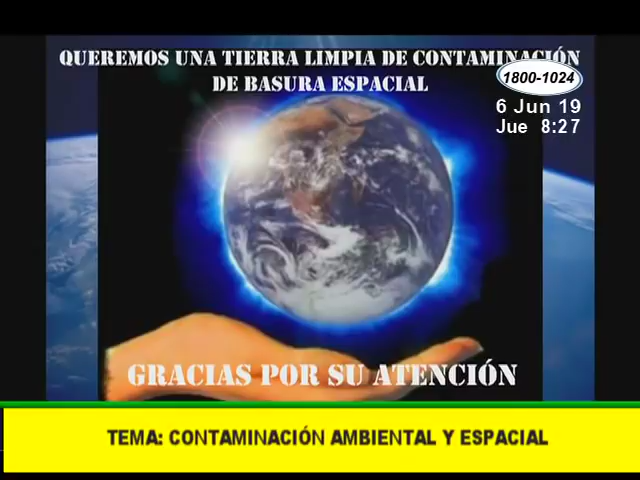 QUEREMOS UNA TIERRA LIMPIA DE CONTAMINACIÓN
DE BASURA ESPACIAL
1800-1024
6 Jun 19
Jue 8:27
GRACIAS POR SU ATENCIÓN
TEMA: CONTAMINACIÓN AMBIENTAL Y ESPACIAL